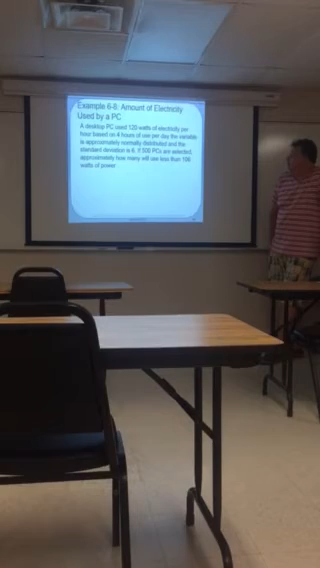 Example 6-8: Amount of Electricity
Used by a PC
A desktop PC used 120 watts of electricity per
hour based on 4 hours of use per day the variable
is approximately normally distributed and the
standard deviation is 6. If 500 PCs are selected,
approximately how many will use less than 106
watts of power